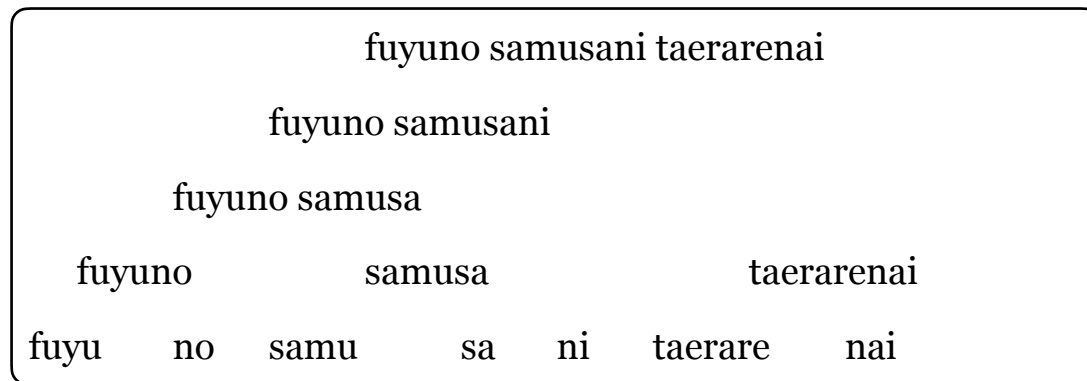 fuyuno samusani taerarenai
fuyuno samusani
fuyuno samusa
fuyuno samusa taerarenai
fuyu no samu sa ni taerare nai